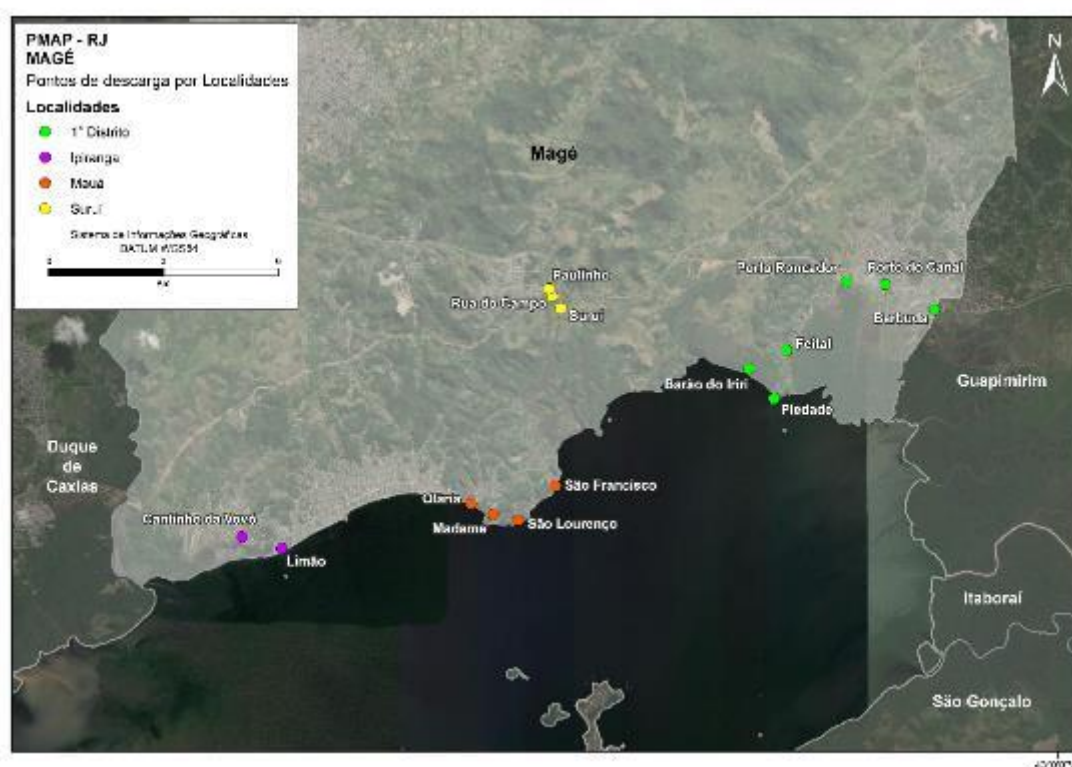 PMAP - RJ
MAGÉ
Pontos de descarga por Localidades
Localidades
1° Distrito
Ipiranga
Mauá
Suruí
Sistema de Informações Geográficas
DATUM WGS84
N
Magé
Paulinho
Rua do Campo
Porto Roncador
Porto do Canal
Barbuda
Feital
Barão do Iriri
Piedade
Guapimirim
Duque
de
Caxias
São Francisco
Olaria
Madame
São Lourenço
Cantinho da Vovó
Limão
Itaboraí
São Gonçalo